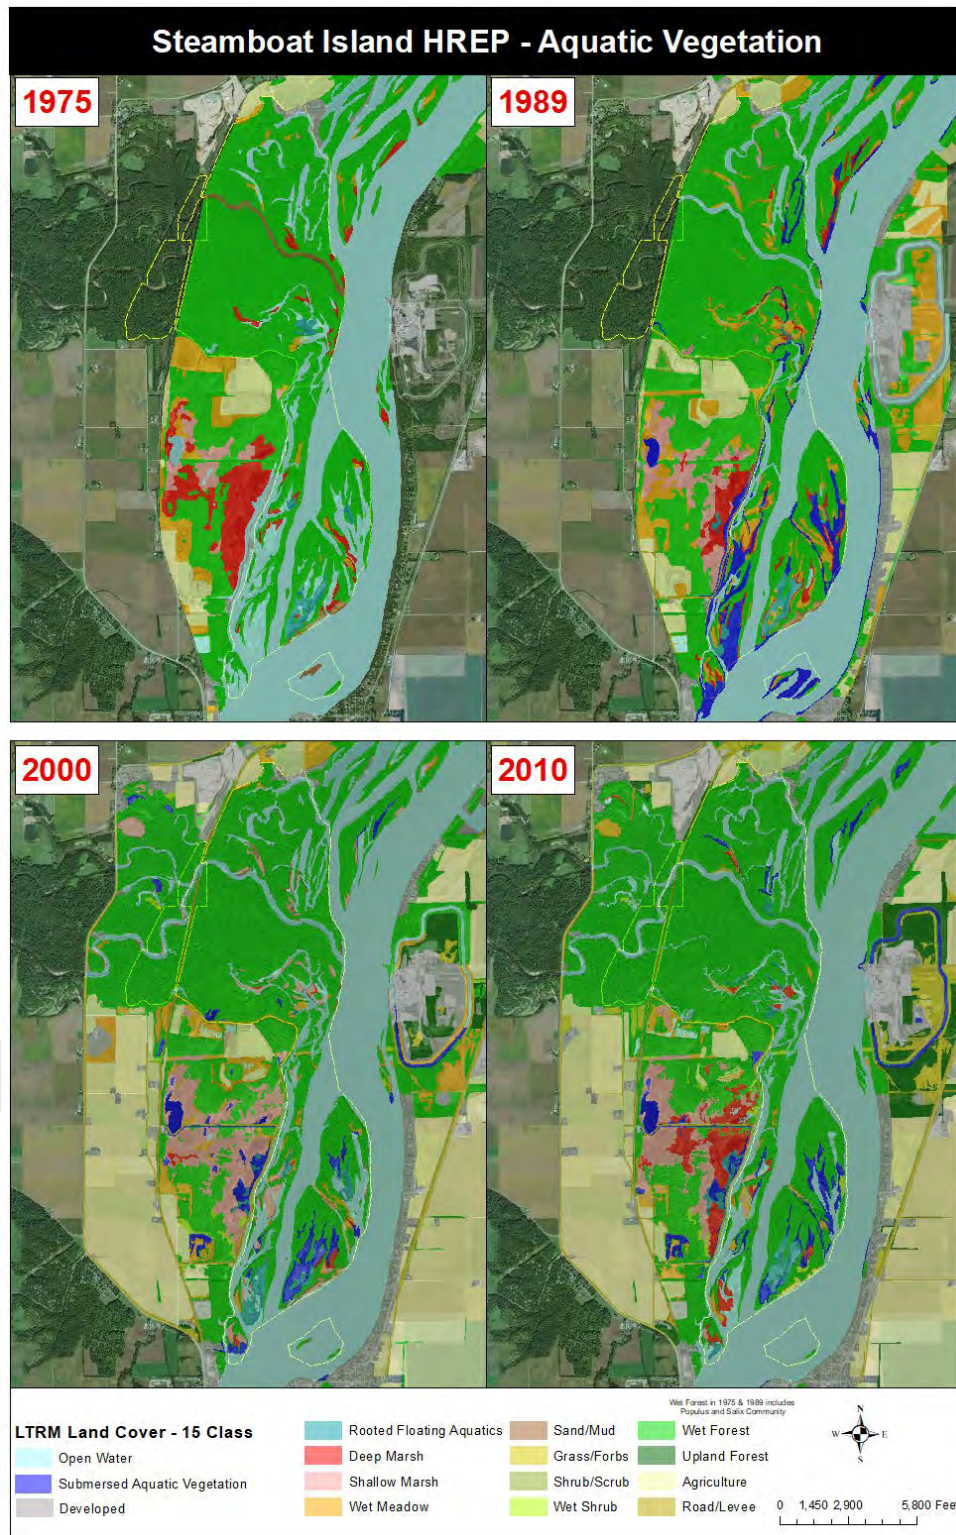 Steamboat Island HREP - Aquatic Vegetation
1975
1989
2000
2010
Wet Forest in 1975 & 1989 includes
Populus and Salix Community
LTRM Land Cover - 15 Class
Open Water
Submersed Aquatic Vegetation
Developed
Rooted Floating Aquatics
Deep Marsh
Shallow Marsh
Wet Meadow
Sand/Mud
Grass/Forbs
Shrub/Scrub
Wet Shrub
Wet Forest
Upland Forest
Agriculture
Road/Levee
N
W E
S
0 1,450 2,900 5,800 Feet